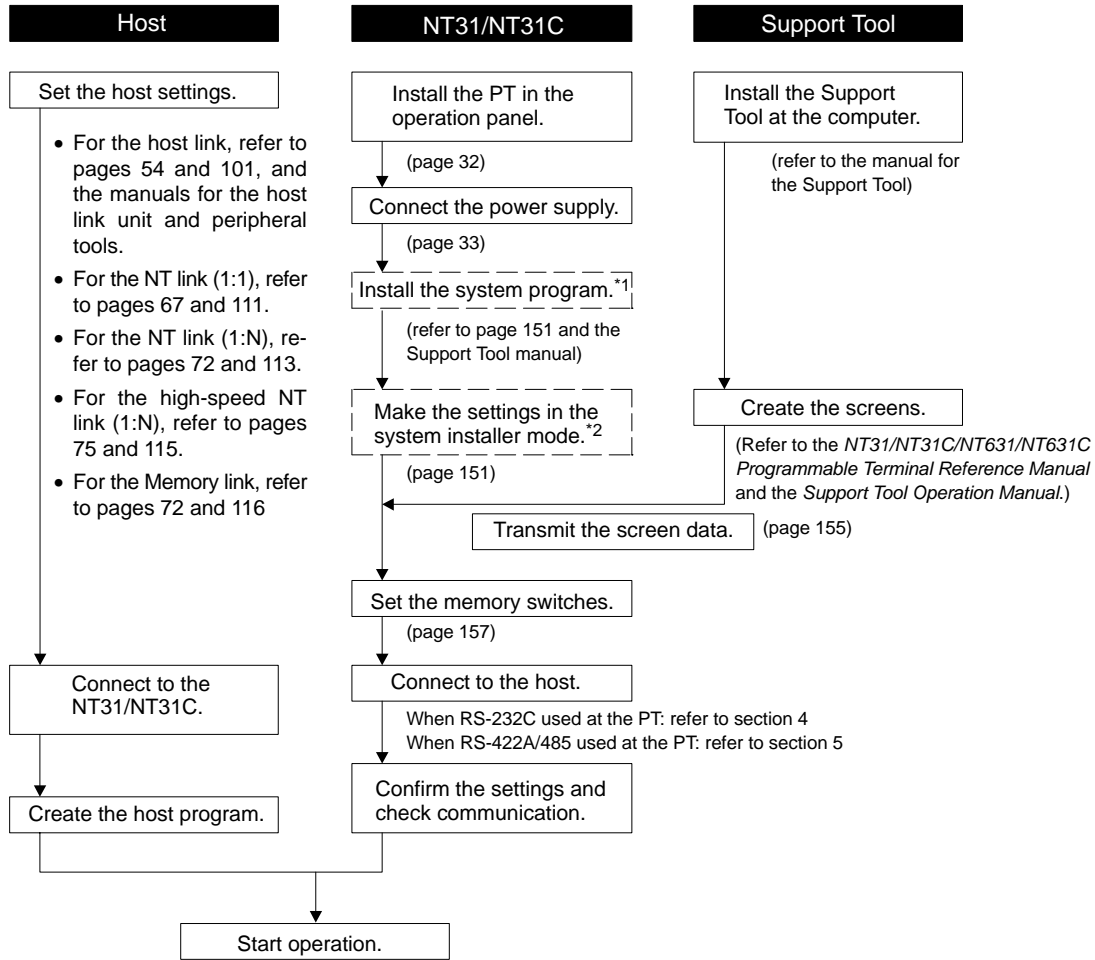 Host
NT31/NT31C
Support Tool
Set the host settings.
• For the host link, refer to
pages 54 and 101, and
the manuals for the host
link unit and peripheral
tools.
• For the NT link (1:1), refer
to pages 67 and 111.
• For the NT link (1:N), re-
fer to pages 72 and 113.
• For the high-speed NT
link (1:N), refer to pages
75 and 115.
• For the Memory link, refer
to pages 72 and 116
Connect to the
NT31/NT31C.
Create the host program.
Install the PT in the
operation panel.
(page 32)
Connect the power supply.
(page 33)
Install the system program.*1
(refer to page 151 and the
Support Tool manual)
Make the settings in the
system installer mode.*2
(page 151)
Install the Support
Tool at the computer.
(refer to the manual for
the Support Tool)
Create the screens.
(Refer to the NT31/NT31C/NT631/NT631C
Programmable Terminal Reference Manual
and the Support Tool Operation Manual.)
Transmit the screen data.
(page 155)
Set the memory switches.
(page 157)
Connect to the host.
When RS-232C used at the PT: refer to section 4
When RS-422A/485 used at the PT: refer to section 5
Confirm the settings and
check communication.
Start operation.